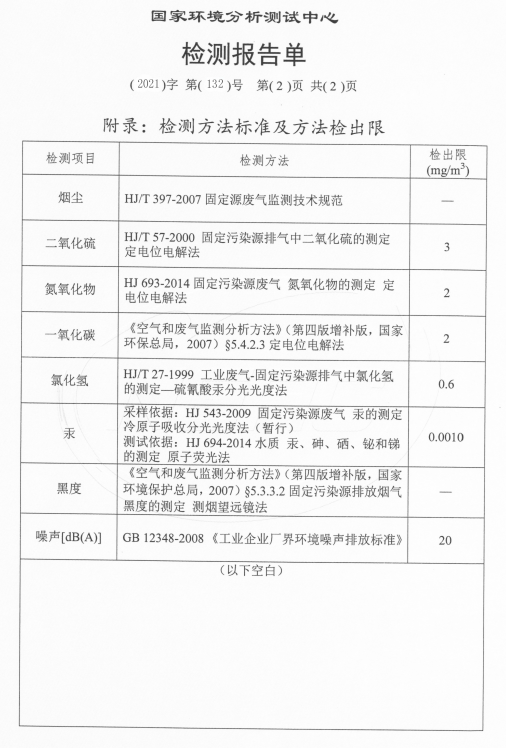 国家环境分析测试中心
检测报告单
( 2021 )字 第( 132 )号 第( 2 )页 共( 2 )页
附录：检测方法标准及方法检出限
检测项目 检测方法 检出限
(mg/m³)
烟尘 HJ/T 397-2007 固定源废气监测技术规范 —
二氧化硫 HJ/T 57-2000 固定污染源排气中二氧化硫的测定
定电位电解法 3
氮氧化物 HJ 693-2014 固定污染源废气 氮氧化物的测定 定
电位电解法 2
一氧化碳 《空气和废气监测分析方法》（第四版增补版，国家
环保总局，2007）§5.4.2.3 定电位电解法 2
氯化氢 HJ/T 27-1999 工业废气-固定污染源排气中氯化氢
的测定—硫氰酸汞分光光度法 0.6
汞 采样依据：HJ 543-2009 固定污染源废气 汞的测定
冷原子吸收分光光度法（暂行）
测试依据：HJ 694-2014 水质 汞、砷、硒、铋和锑
的测定 原子荧光法 0.0010
黑度 《空气和废气监测分析方法》（第四版增补版，国家
环境保护总局，2007）§5.3.3.2 固定污染源排放烟气
黑度的测定 测烟望远镜法 —
噪声[dB(A)] GB 12348-2008 《工业企业厂界环境噪声排放标准》 20
（以下空白）